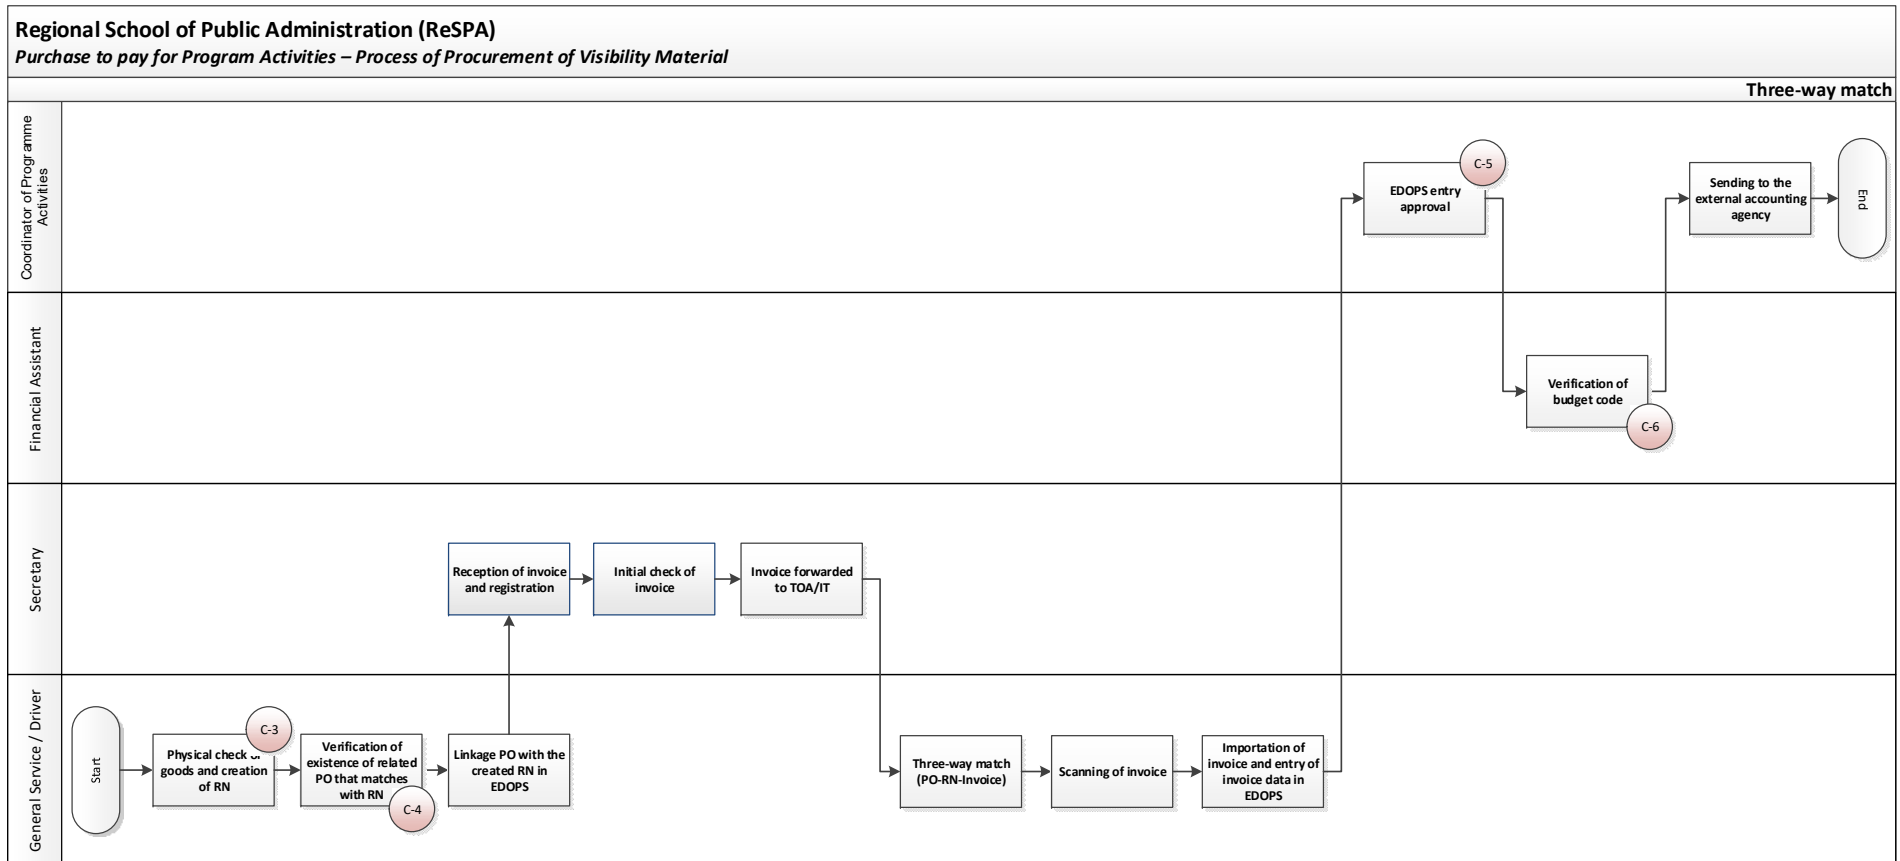 Regional School of Public Administration (ReSPA)
Purchase to pay for Program Activities – Process of Procurement of Visibility Material
Three-way match
Coordinator of Programme
Activities
EDOPS entry
approval
C-5
Sending to the
external accounting
agency
End
Financial Assistant
Verification of
budget code
C-6
Secretary
Reception of invoice
and registration
Initial check of
invoice
Invoice forwarded
to TOA/IT
General Service / Driver
Start
Physical check of
goods and creation
of RN
C-3
Verification of
existence of related
PO that matches
with RN
C-4
Linkage PO with the
created RN in
EDOPS
Three-way match
(PO-RN-Invoice)
Scanning of invoice
Importation of
invoice and entry of
invoice data in
EDOPS